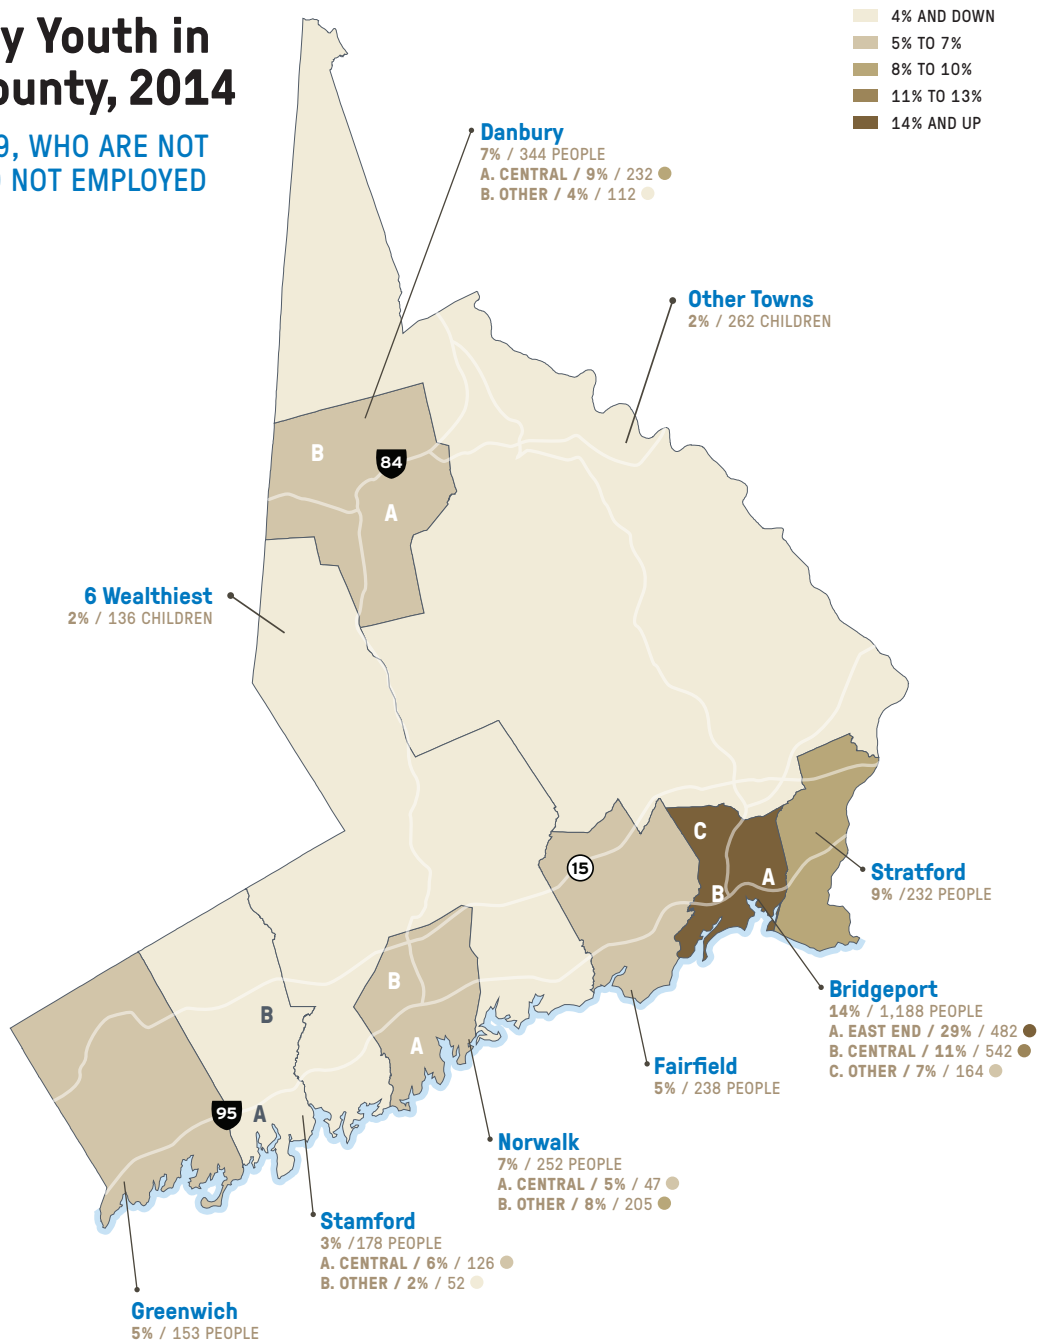 y Youth in
ounty, 2014
9, WHO ARE NOT
NOT EMPLOYED
4% AND DOWN
5% TO 7%
8% TO 10%
11% TO 13%
14% AND UP
Danbury
7% / 344 PEOPLE
A. CENTRAL / 9% / 232
B. OTHER / 4% / 112
Other Towns
2% / 262 CHILDREN
B
84
A
6 Wealthiest
2% / 136 CHILDREN
C
15
A
B
Stratford
9% /232 PEOPLE
B
B
A
Bridgeport
14% / 1,188 PEOPLE
A. EAST END / 29% / 482
B. CENTRAL / 11% / 542
C. OTHER / 7% / 164
Fairfield
5% / 238 PEOPLE
95
A
Norwalk
7% / 252 PEOPLE
A. CENTRAL / 5% / 47
B. OTHER / 8% / 205
Stamford
3% /178 PEOPLE
A. CENTRAL / 6% / 126
B. OTHER / 2% / 52
Greenwich
5% / 153 PEOPLE